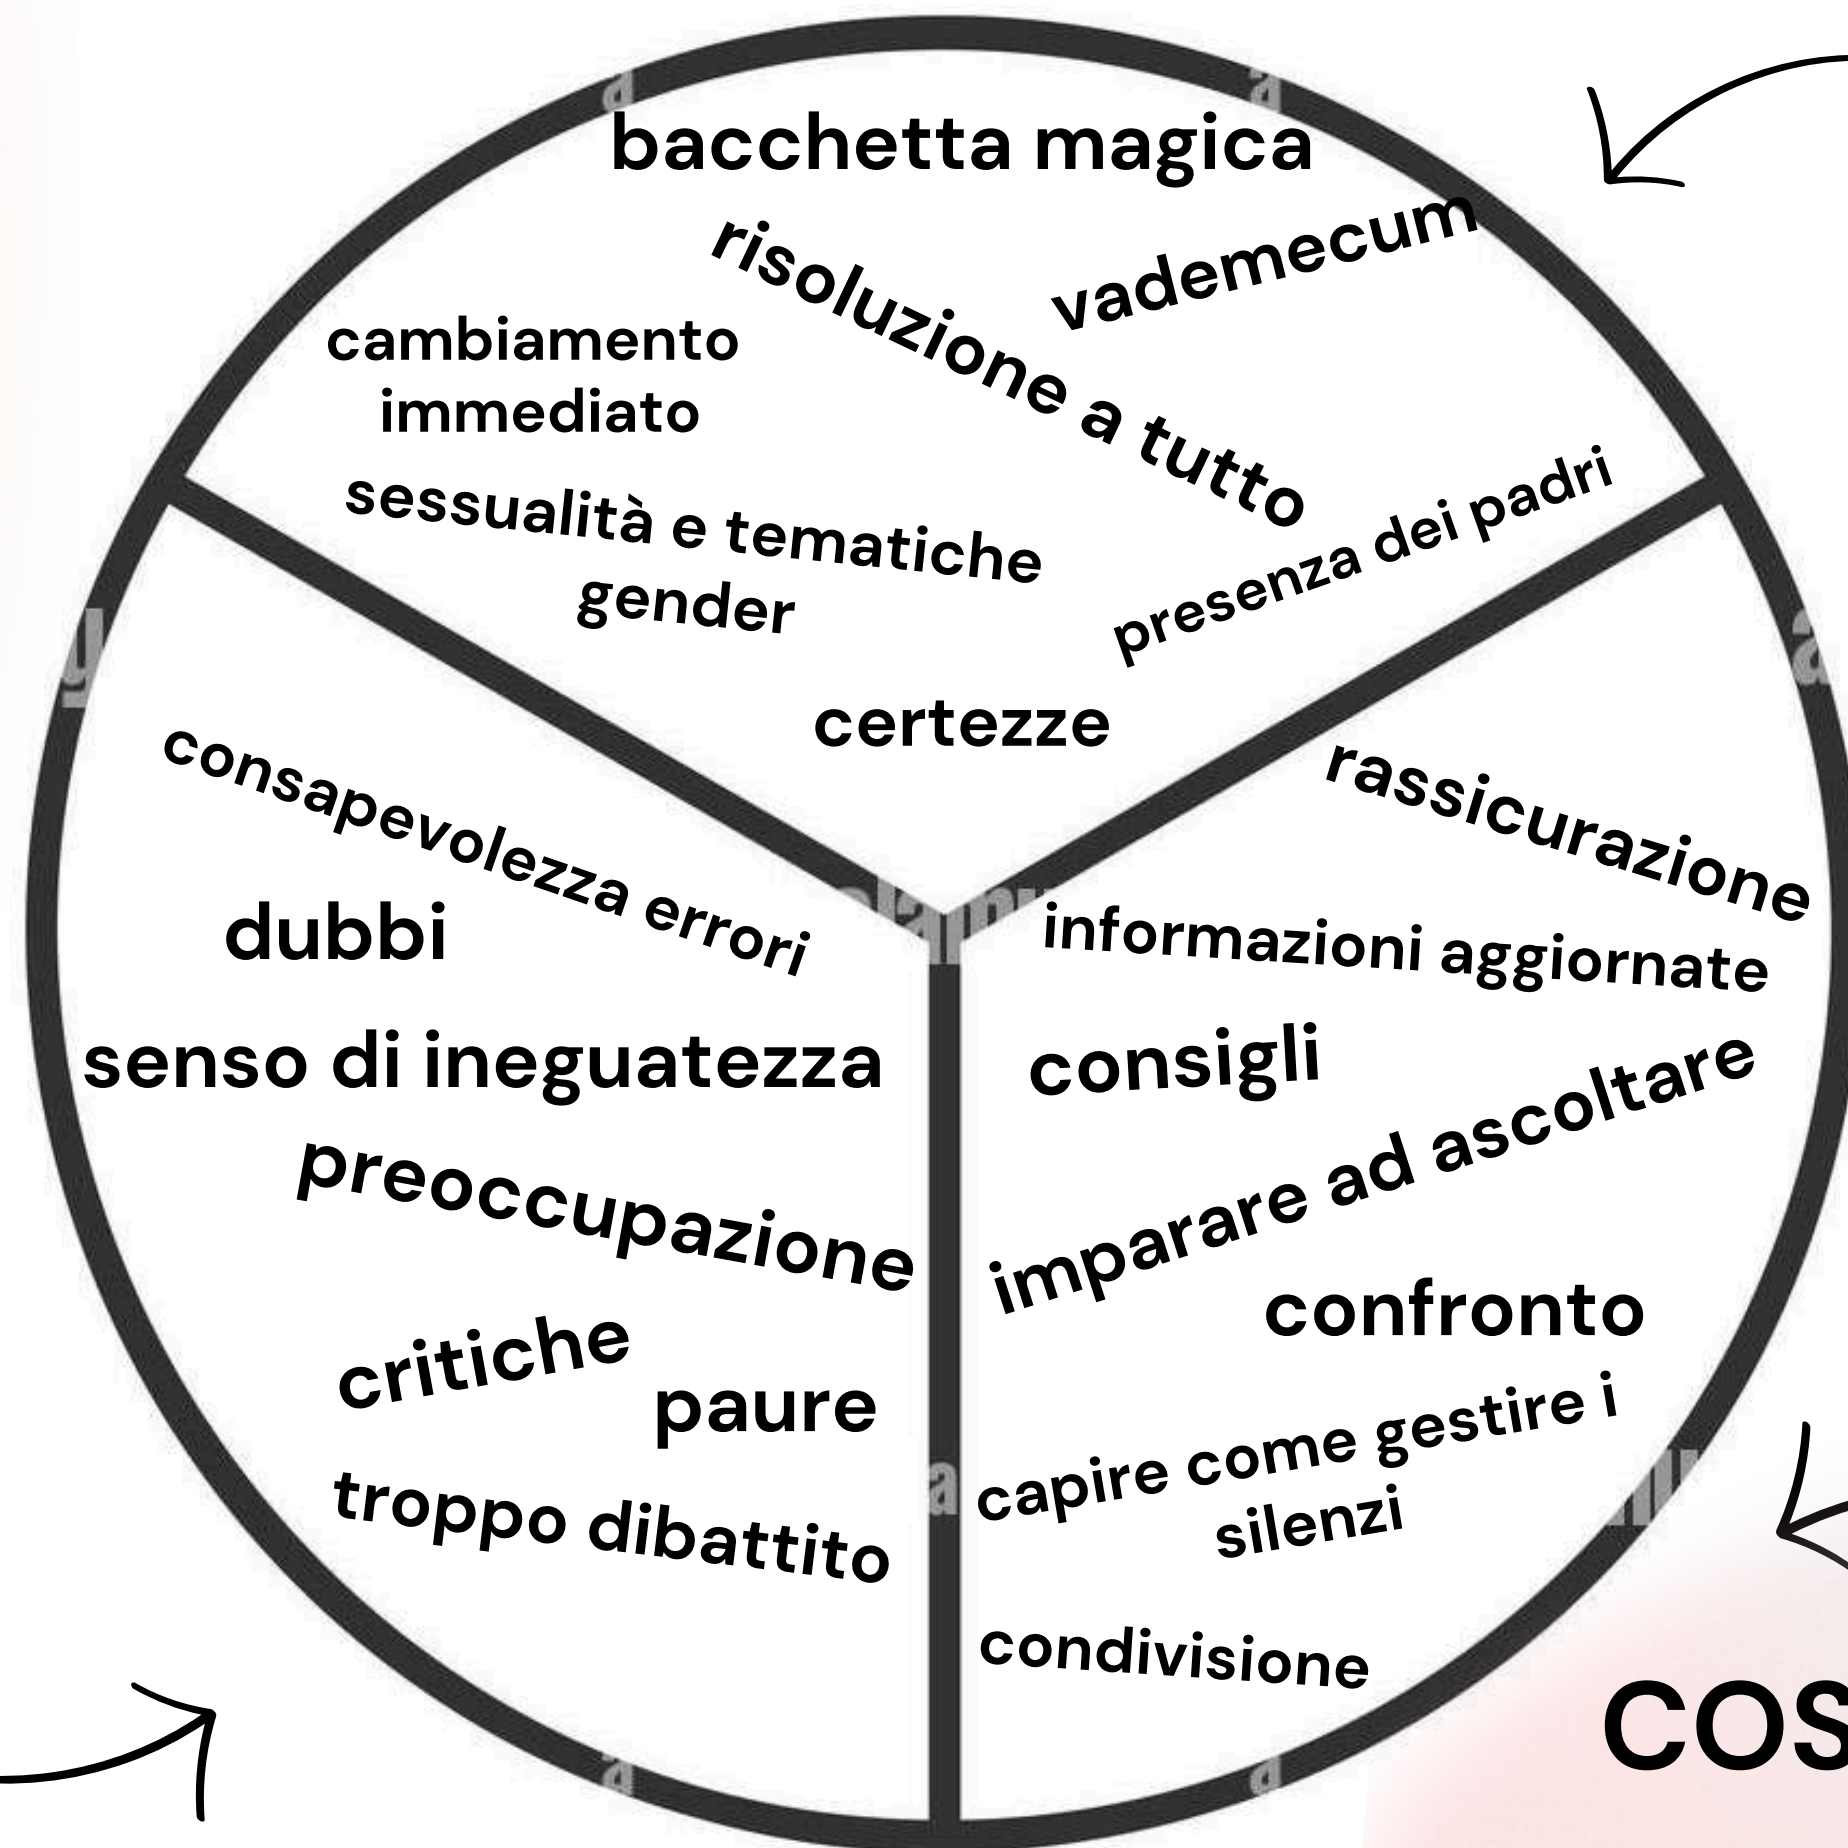 bacchetta magica
vademecum
risoluzione a tutto
cambiamento
immediato
sessualità e tematiche
gender
presenza dei padri
certezze
consapevolezza errori
dubbi
senso di ineguatezza
preoccupazione
critiche
paure
troppo dibattito
rassicurazione
informazioni aggiornate
consigli
imparare ad ascoltare
confronto
capire come gestire i
silenzi
condivisione
COS